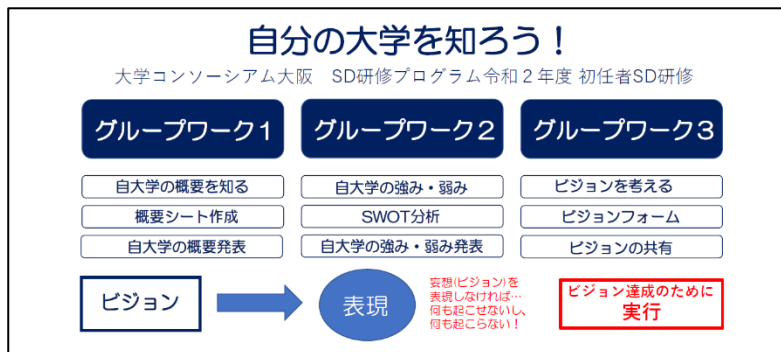 自分の大学を知ろう！
大学コンソーシアム大阪　SD研修プログラム令和２年度 初任者SD研修
グループワーク１
グループワーク２
グループワーク３
自大学の概要を知る
自大学の強み・弱み
ビジョンを考える
概要シート作成
SWOT分析
ビジョンフォーム
自大学の概要発表
自大学の強み・弱み発表
ビジョンの共有
ビジョン
表現
妄想(ビジョン)を
表現しなければ…
何も起こせないし、
何も起こらない！
ビジョン達成のために
実行